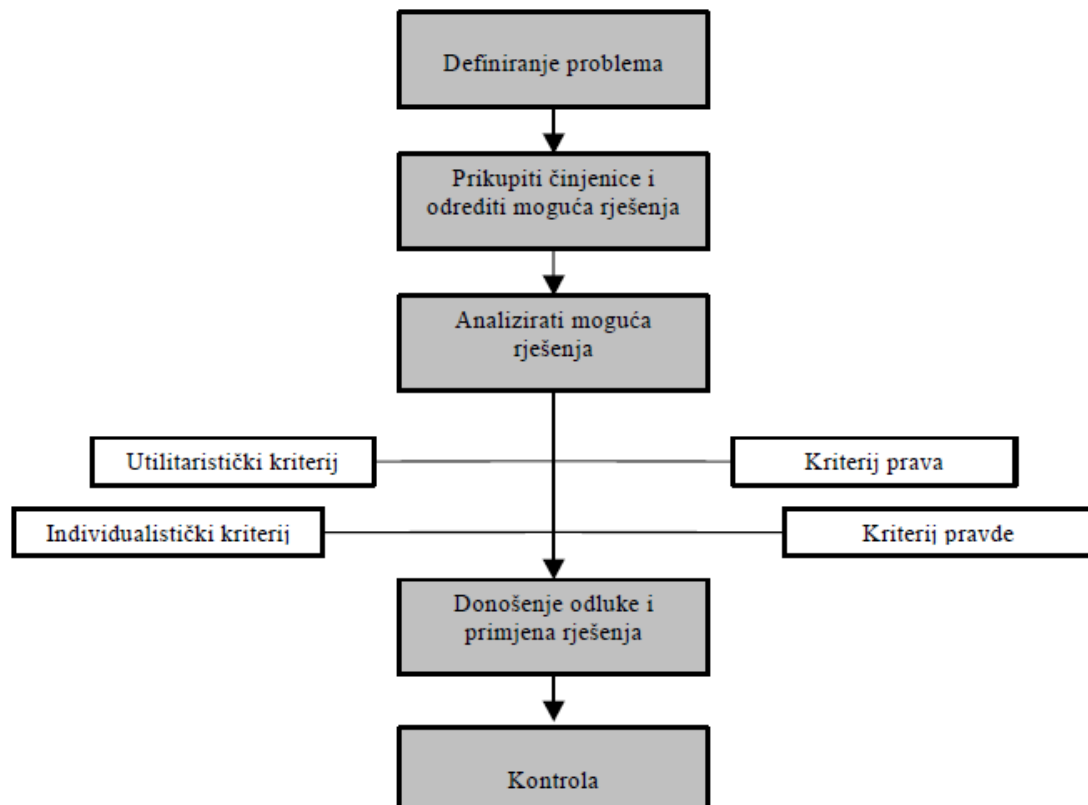 Definiranje problema
Prikupiti činjenice i
odrediti moguća rješenja
Analizirati moguća
rješenja
Utilitaristički kriterij
Kriterij prava
Individualistički kriterij
Kriterij pravde
Donošenje odluke i
primjena rješenja
Kontrola